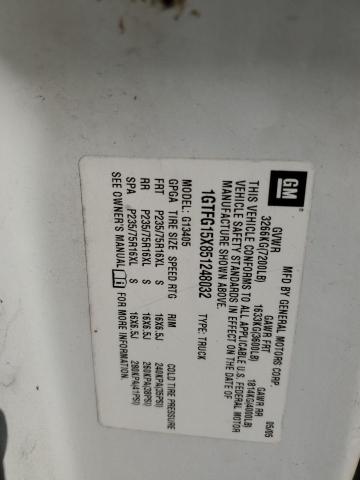 GM
MFD BY GENERAL MOTORS CORP.
05/05
GVWR GAWR FRT GAWR RR
3266KG(7200LB) 1633KG(3600LB) 1814KG(4000LB)
THIS VEHICLE CONFORMS TO ALL APPLICABLE U.S. FEDERAL MOTOR
VEHICLE SAFETY STANDARDS IN EFFECT ON THE DATE OF
MANUFACTURE SHOWN ABOVE.
1GTFG15X851248032 TYPE: TRUCK
MODEL: G13405
GPGA TIRE SIZE SPEED RTG RIM COLD TIRE PRESSURE
FRT P235/75R16XL S 16X6.5J 240KPA(35PSI)
RR P235/75R16XL S 16X6.5J 260KPA(38PSI)
SPA P235/75R16XL S 16X6.5J 280KPA(41PSI)
SEE OWNER'S MANUAL i FOR MORE INFORMATION.